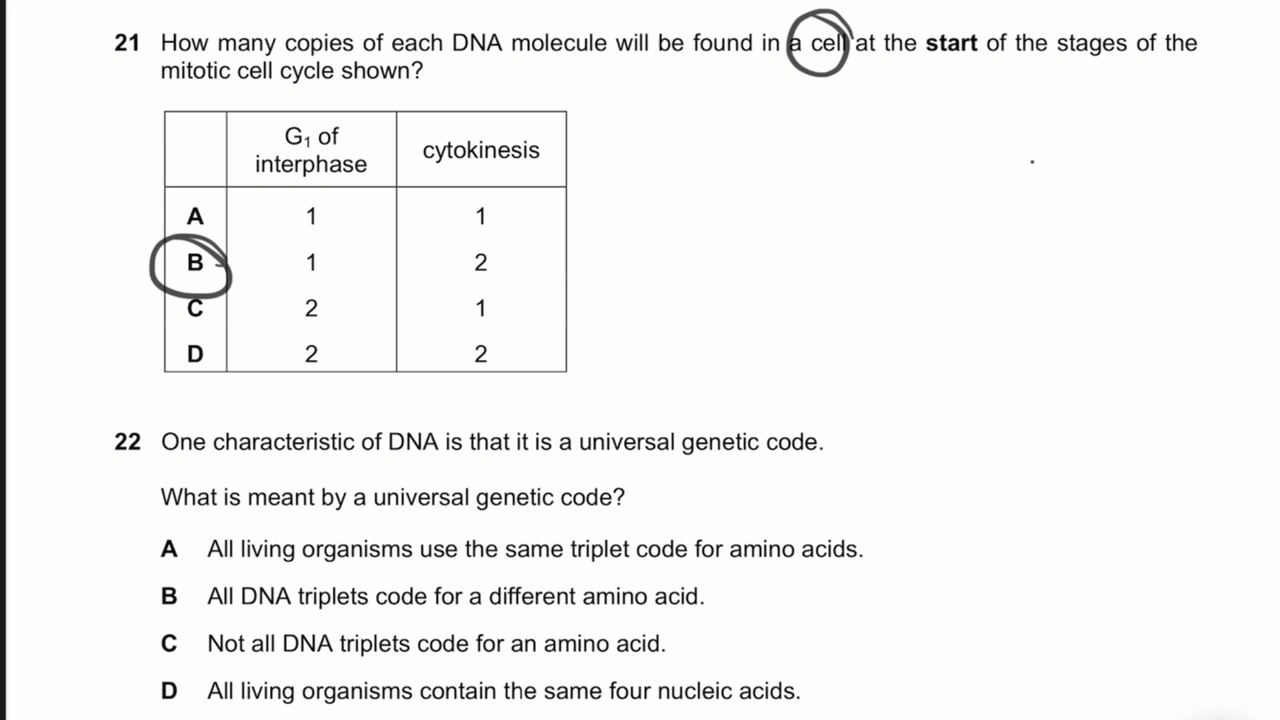 21 How many copies of each DNA molecule will be found in a cell at the start of the stages of the
mitotic cell cycle shown?
G₁ of
interphase
cytokinesis
A 1 1
B 1 2
C 2 1
D 2 2
22 One characteristic of DNA is that it is a universal genetic code.
What is meant by a universal genetic code?
A All living organisms use the same triplet code for amino acids.
B All DNA triplets code for a different amino acid.
C Not all DNA triplets code for an amino acid.
D All living organisms contain the same four nucleic acids.